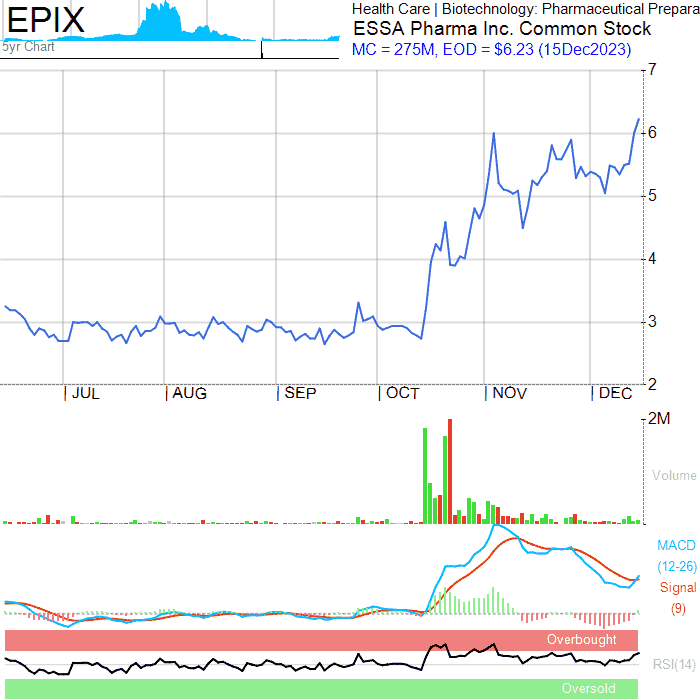 EPIX
5yr Chart
Health Care | Biotechnology: Pharmaceutical Prepara
ESSA Pharma Inc. Common Stock
MC = 275M, EOD = $6.23 (15Dec2023)
7
6
5
4
3
2
JUL
AUG
SEP
OCT
NOV
DEC
2M
Volume
MACD
(12-26)
Signal
(9)
Overbought
RSI(14)
Oversold